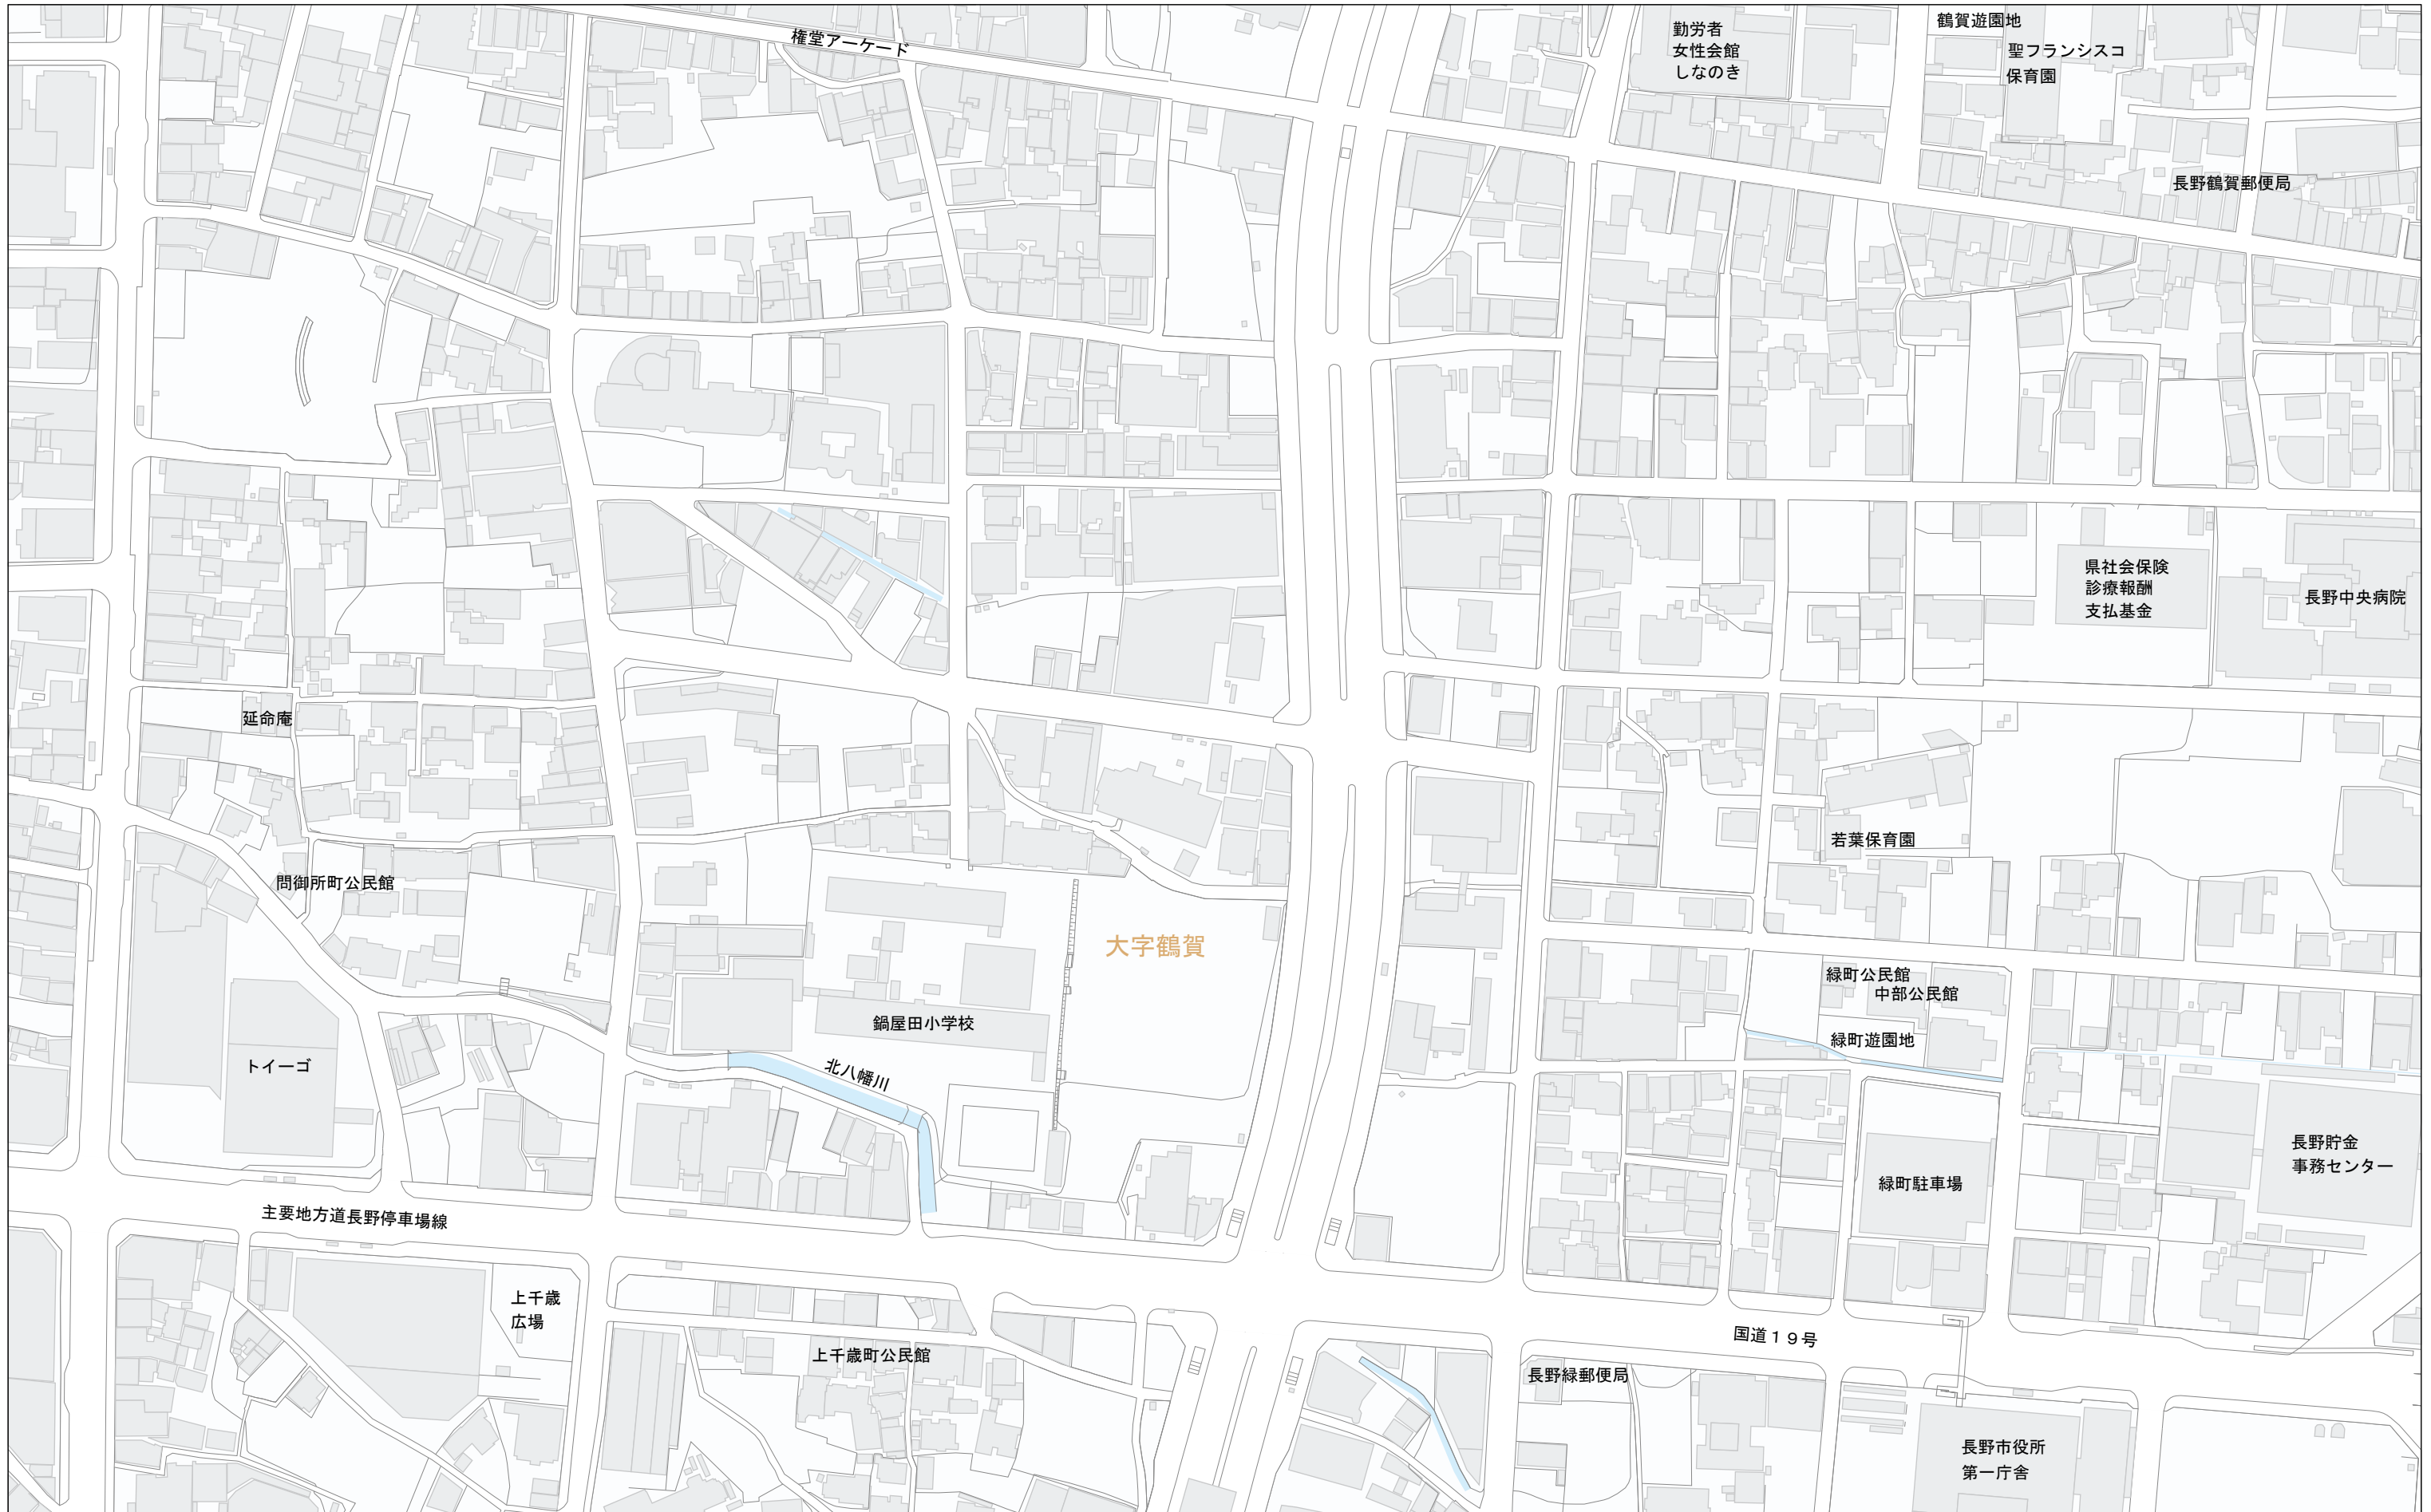 権堂アーケード
勤労者
女性会館
しなのき
鶴賀遊園地
聖フランシスコ
保育園
長野鶴賀郵便局
県社会保険
診療報酬
支払基金
長野中央病院
延命庵
若葉保育園
問御所町公民館
大字鶴賀
緑町公民館
中部公民館
緑町遊園地
鍋屋田小学校
トイーゴ
北八幡川
長野貯金
事務センター
緑町駐車場
主要地方道長野停車場線
上千歳
広場
国道19号
上千歳町公民館
長野緑郵便局
長野市役所
第一庁舎